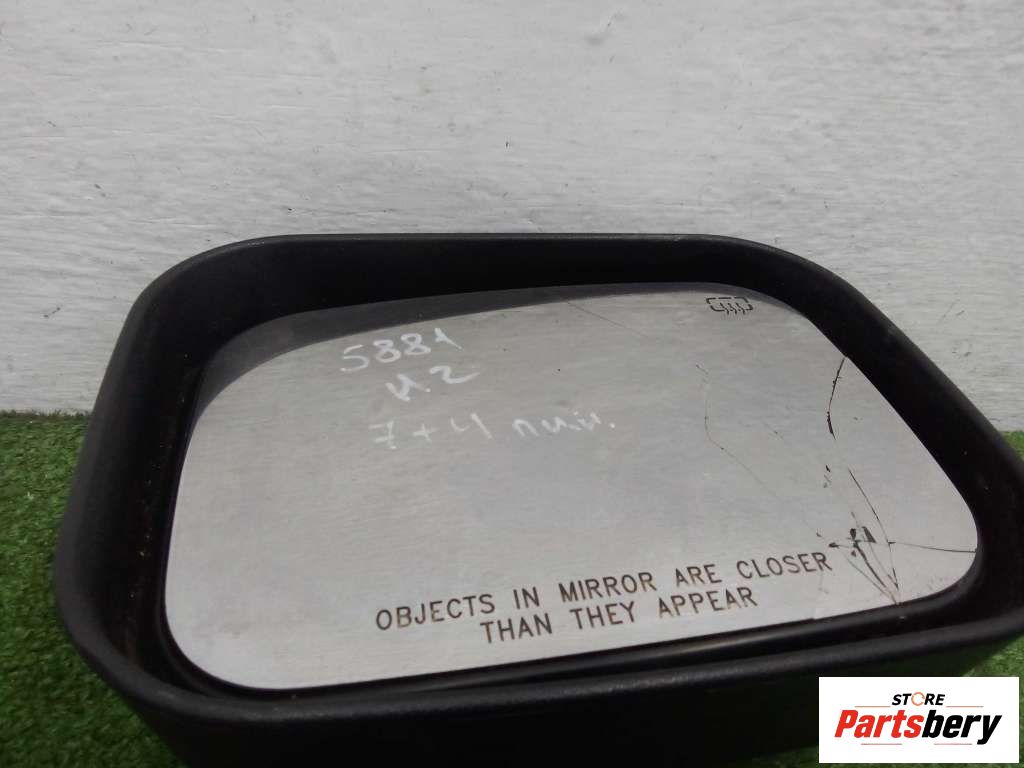 5881
7+4 пин.
OBJECTS IN MIRROR ARE CLOSER
THAN THEY APPEAR
STORE
Partsbery